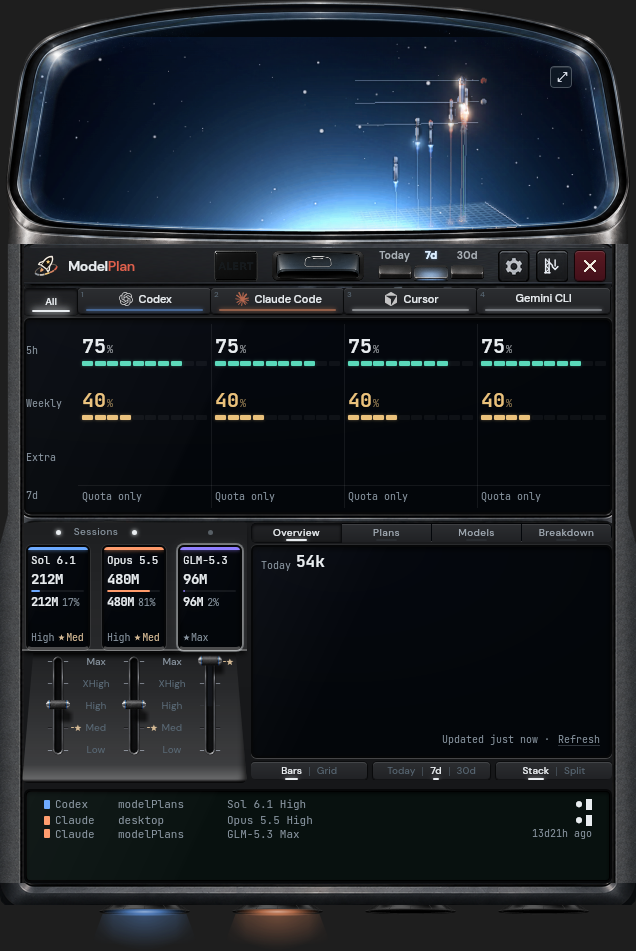 ModelPlan
ALERT
Today 7d 30d
All
1 Codex
2 Claude Code
3 Cursor
4 Gemini CLI
5h 75% 75% 75% 75%
Weekly 40% 40% 40% 40%
Extra
7d Quota only Quota only Quota only Quota only
Sessions
Sol 6.1
212M
212M 17%
High ★Med
Opus 5.5
480M
480M 81%
High ★Med
GLM-5.3
96M
96M 2%
★Max
Max Max
XHigh XHigh
High High
Med Med
Low Low
Overview Plans Models Breakdown
Today 54k
Updated just now · Refresh
Bars | Grid
Today | 7d | 30d
Stack | Split
Codex modelPlans Sol 6.1 High
Claude desktop Opus 5.5 High
Claude modelPlans GLM-5.3 Max 13d21h ago